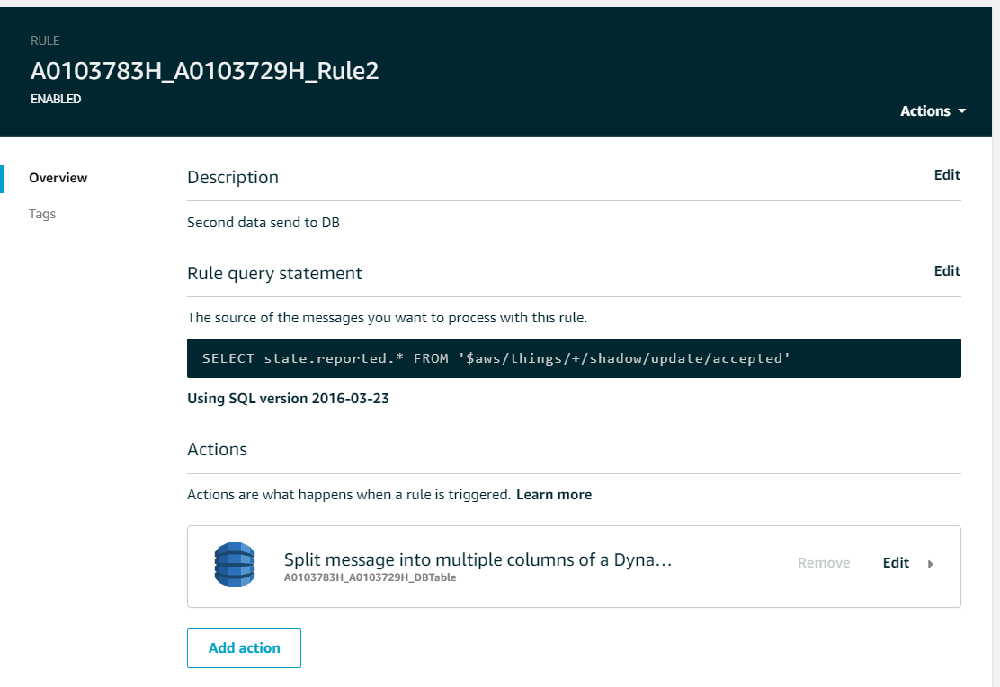 RULE
A0103783H_A0103729H_Rule2
ENABLED
Actions
Overview
Tags
Description
Edit
Second data send to DB
Rule query statement
Edit
The source of the messages you want to process with this rule.
SELECT state.reported.* FROM '$aws/things/+/shadow/update/accepted'
Using SQL version 2016-03-23
Actions
Actions are what happens when a rule is triggered. Learn more
Split message into multiple columns of a Dyna...
A0103783H_A0103729H_DBTable
Remove
Edit
Add action